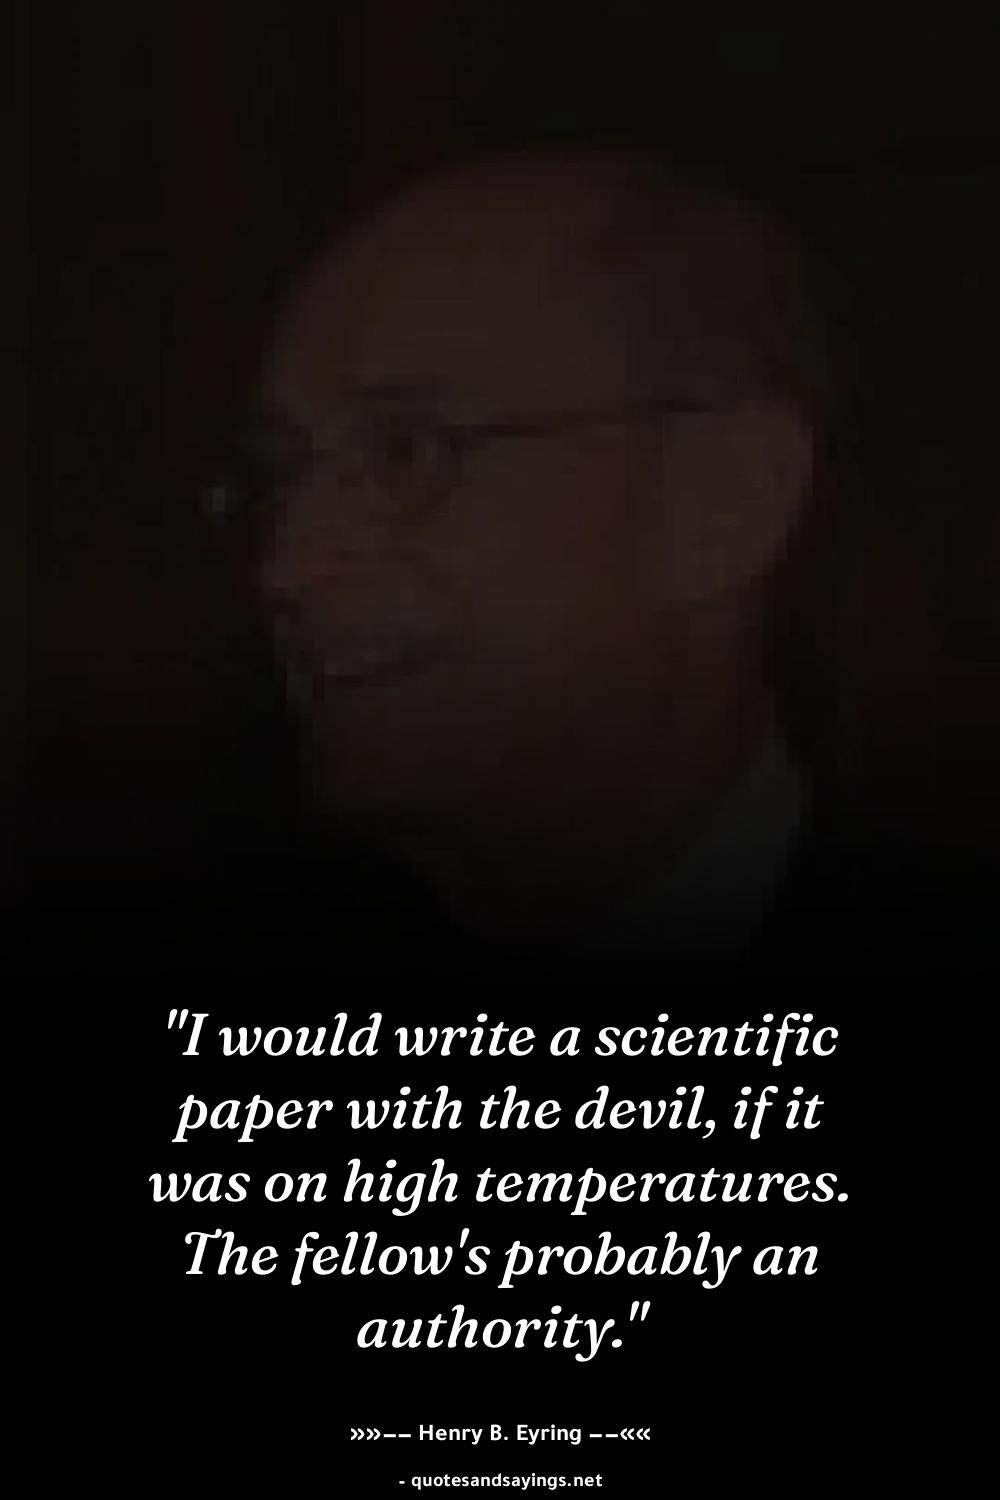 "I would write a scientific
paper with the devil, if it
was on high temperatures.
The fellow's probably an
authority."
»»–– Henry B. Eyring ––««
- quotesandsayings.net